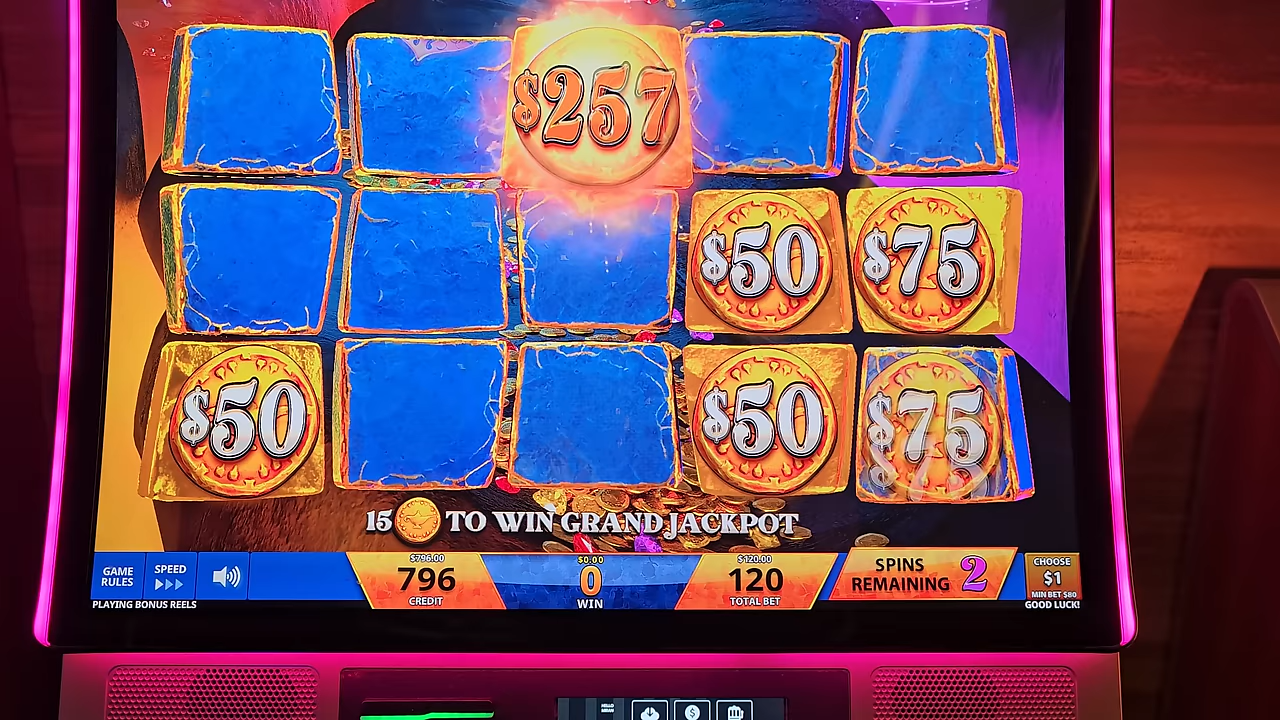 $257
$50 $75
$50 $50 $75
15 TO WIN GRAND JACKPOT
GAME RULES
SPEED
$796.00
796
CREDIT
$0.00
0
WIN
$120.00
120
TOTAL BET
SPINS REMAINING 2
CHOOSE
$1
MIN BET $80
PLAYING BONUS REELS
GOOD LUCK!